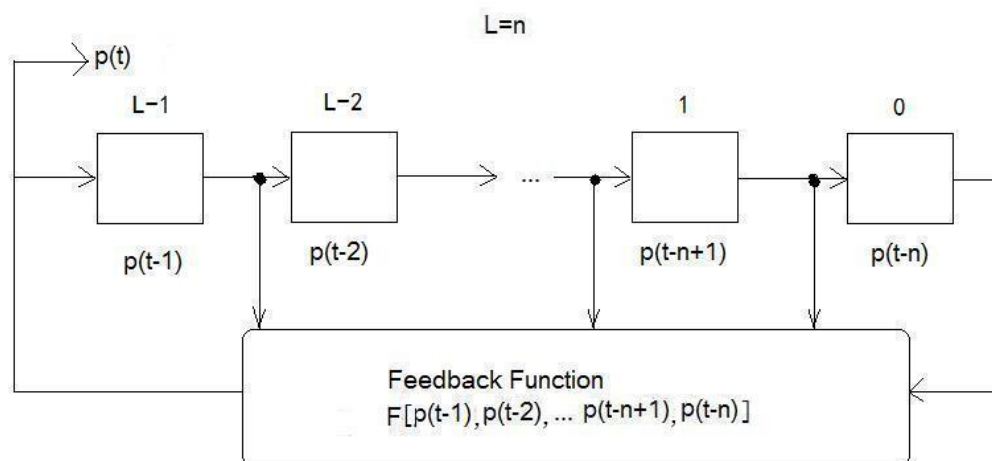 L=n
p(t)
L−1 L−2 1 0
...
p(t-1) p(t-2) p(t-n+1) p(t-n)
Feedback Function
F[p(t-1),p(t-2),... p(t-n+1),p(t-n)]